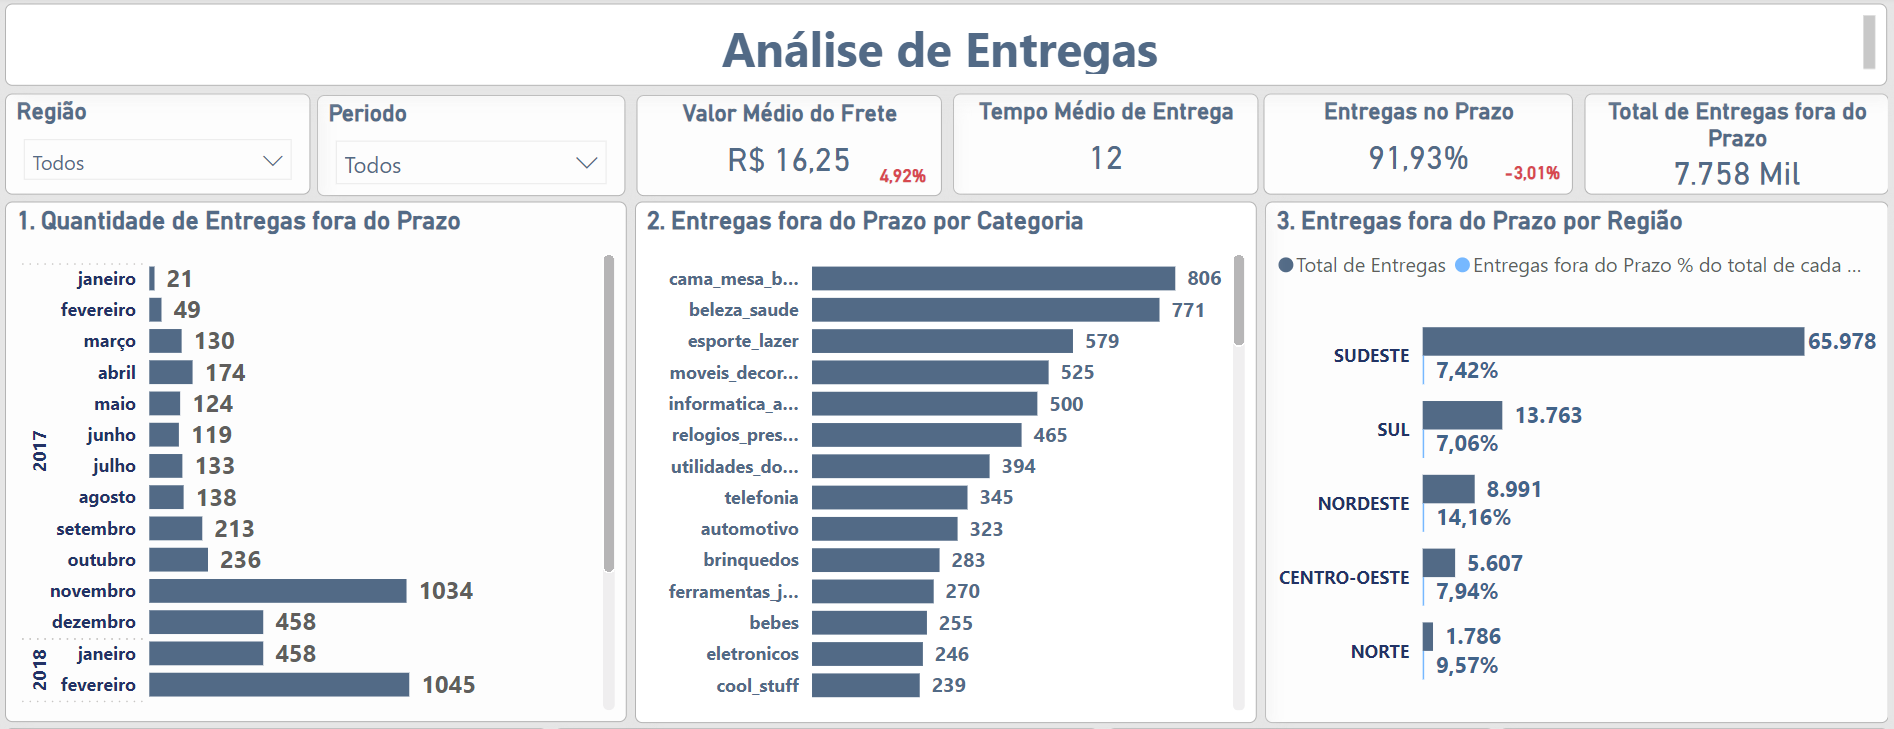 Análise de Entregas
Região
Todos
Periodo
Todos
Valor Médio do Frete
R$ 16,25
4,92%
Tempo Médio de Entrega
12
Entregas no Prazo
91,93%
-3,01%
Total de Entregas fora do
Prazo
7.758 Mil
1. Quantidade de Entregas fora do Prazo
2017
janeiro 21
fevereiro 49
março 130
abril 174
maio 124
junho 119
julho 133
agosto 138
setembro 213
outubro 236
novembro 1034
dezembro 458
2018
janeiro 458
fevereiro 1045
2. Entregas fora do Prazo por Categoria
cama_mesa_b... 806
beleza_saude 771
esporte_lazer 579
moveis_decor... 525
informatica_a... 500
relogios_pres... 465
utilidades_do... 394
telefonia 345
automotivo 323
brinquedos 283
ferramentas_j... 270
bebes 255
eletronicos 246
cool_stuff 239
3. Entregas fora do Prazo por Região
Total de Entregas Entregas fora do Prazo % do total de cada ...
SUDESTE 65.978
7,42%
SUL 13.763
7,06%
NORDESTE 8.991
14,16%
CENTRO-OESTE 5.607
7,94%
NORTE 1.786
9,57%